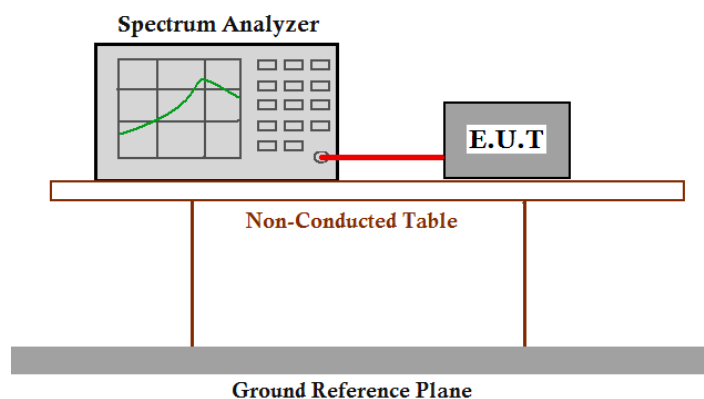 Spectrum Analyzer
E.U.T
Non-Conducted Table
Ground Reference Plane